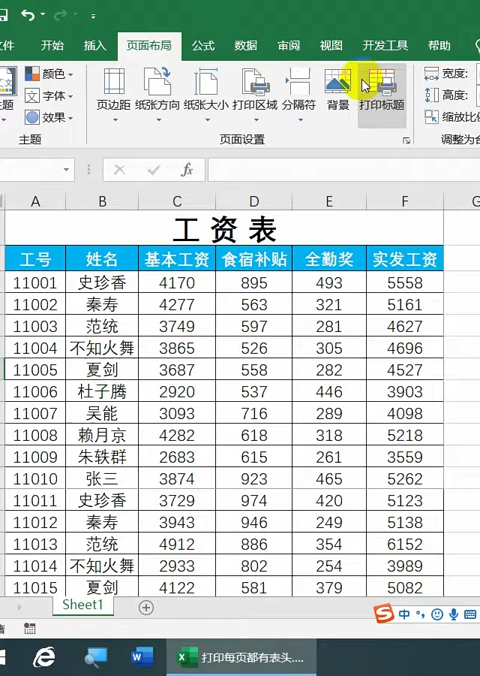 文件 开始 插入 页面布局 公式 数据 审阅 视图 开发工具 帮助
颜色
字体
效果
主题
页边距 纸张方向 纸张大小 打印区域 分隔符 背景 打印标题
宽度:
高度:
缩放比例
主题 页面设置 调整为合
fx
A B C D E F G
工资表
工号 姓名 基本工资 食宿补贴 全勤奖 实发工资
11001 史珍香 4170 895 493 5558
11002 秦寿 4277 563 321 5161
11003 范统 3749 597 281 4627
11004 不知火舞 3865 526 305 4696
11005 夏剑 3687 558 282 4527
11006 杜子腾 2920 537 446 3903
11007 吴能 3093 716 289 4098
11008 赖月京 4282 618 318 5218
11009 朱轶群 2683 615 261 3559
11010 张三 3874 923 465 5262
11011 史珍香 3729 974 420 5123
11012 秦寿 3943 946 249 5138
11013 范统 4912 886 354 6152
11014 不知火舞 2933 802 254 3989
11015 夏剑 4122 581 379 5082
Sheet1
S 中
打印每页都有表头....